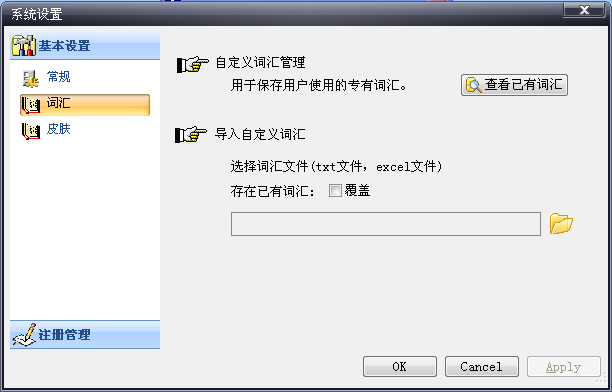 系统设置
基本设置
常规
词汇
皮肤
注册管理
自定义词汇管理
用于保存用户使用的专有词汇。
查看已有词汇
导入自定义词汇
选择词汇文件(txt文件，excel文件)
存在已有词汇： 覆盖
OK Cancel Apply